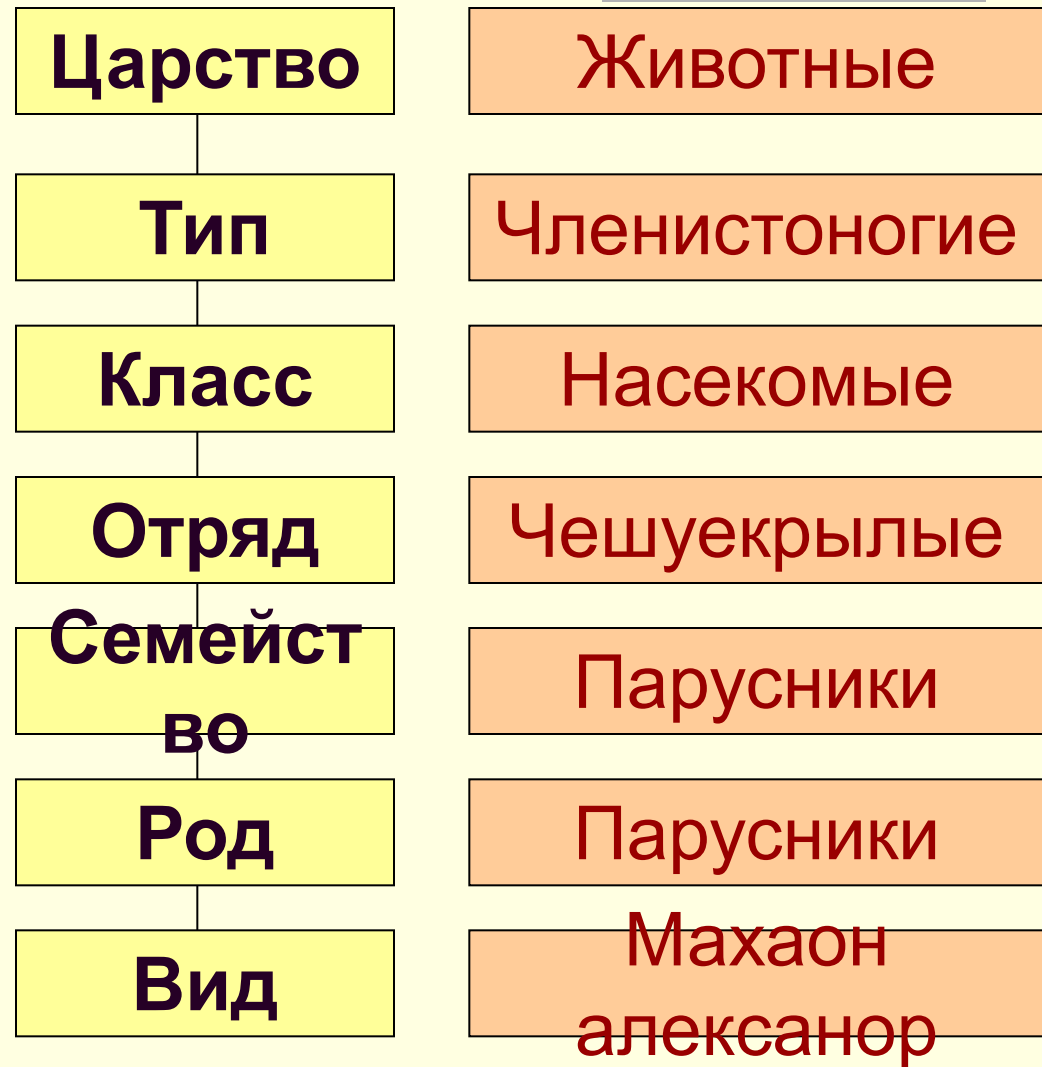 Царство Животные
Тип Членистоногие
Класс Насекомые
Отряд Чешуекрылые
Семейст
во
Парусники
Род Парусники
Вид
Махаон
алексанор